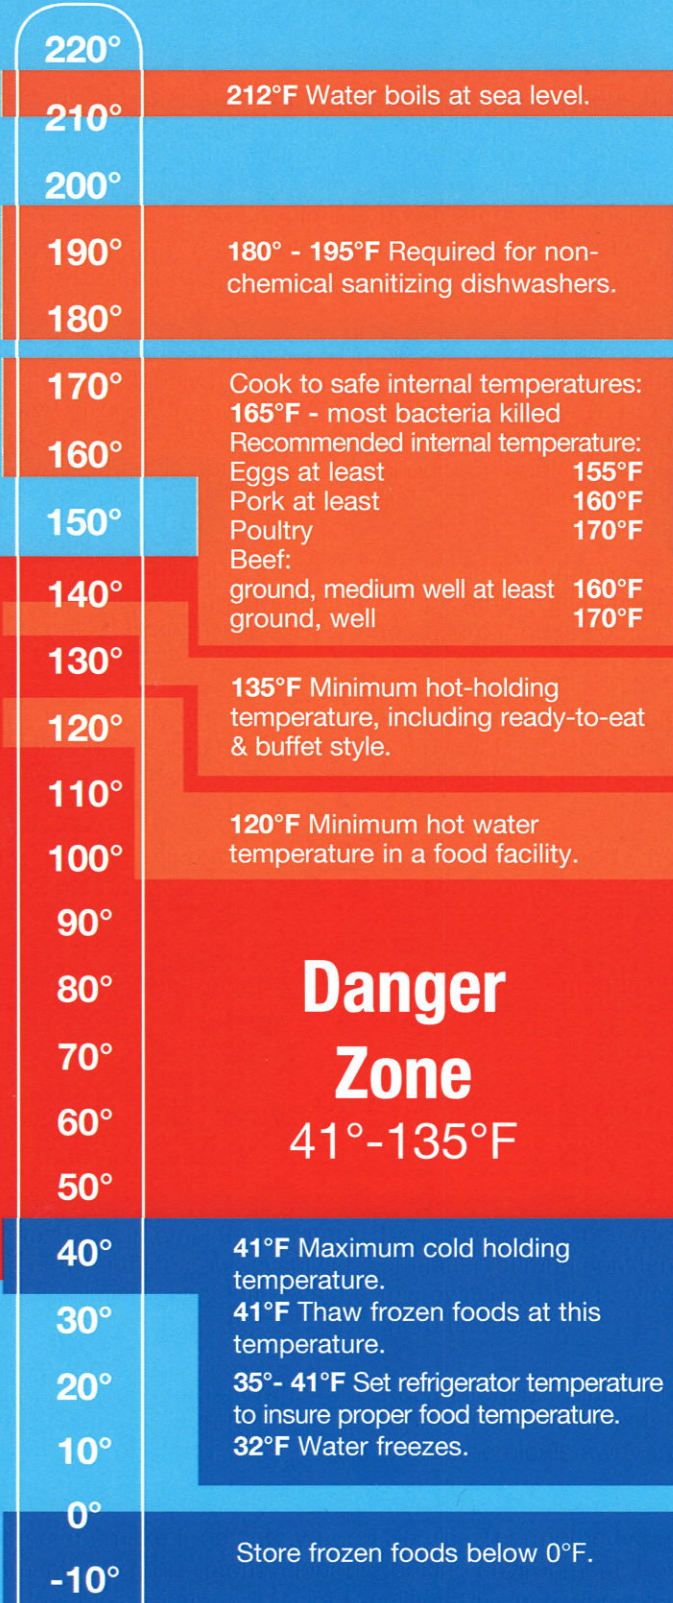 220°
212°F Water boils at sea level.
210°
200°
190°
180° - 195°F Required for non-
chemical sanitizing dishwashers.
180°
170°
Cook to safe internal temperatures:
165°F - most bacteria killed
Recommended internal temperature:
160°
Eggs at least 155°F
Pork at least 160°F
150°
Poultry 170°F
Beef:
140°
ground, medium well at least 160°F
ground, well 170°F
130°
135°F Minimum hot-holding
temperature, including ready-to-eat
& buffet style.
120°
110°
120°F Minimum hot water
temperature in a food facility.
100°
90°
80°
Danger
Zone
41°-135°F
70°
60°
50°
40°
41°F Maximum cold holding
temperature.
41°F Thaw frozen foods at this
temperature.
30°
35°- 41°F Set refrigerator temperature
to insure proper food temperature.
20°
32°F Water freezes.
10°
0°
Store frozen foods below 0°F.
-10°